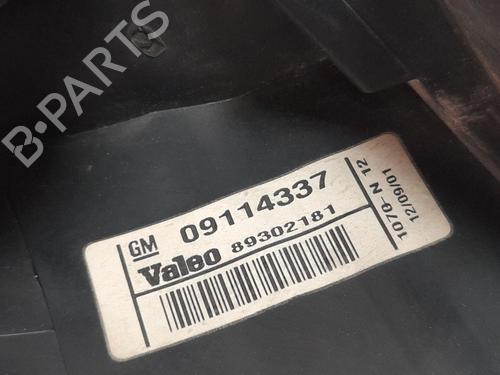 B-PARTS
GM 09114337
Valeo 89302181
1070- N 12
12/09/01